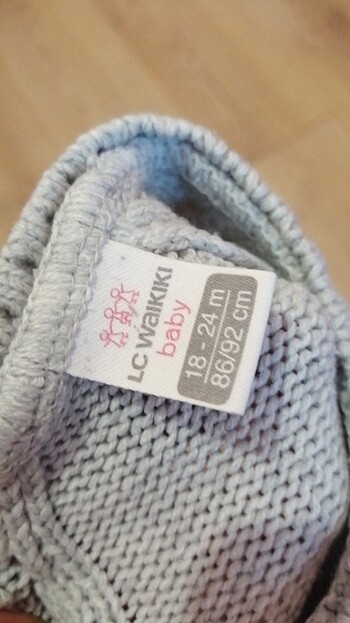 LC WAIKIKI
baby
18 - 24 m
86/92 cm